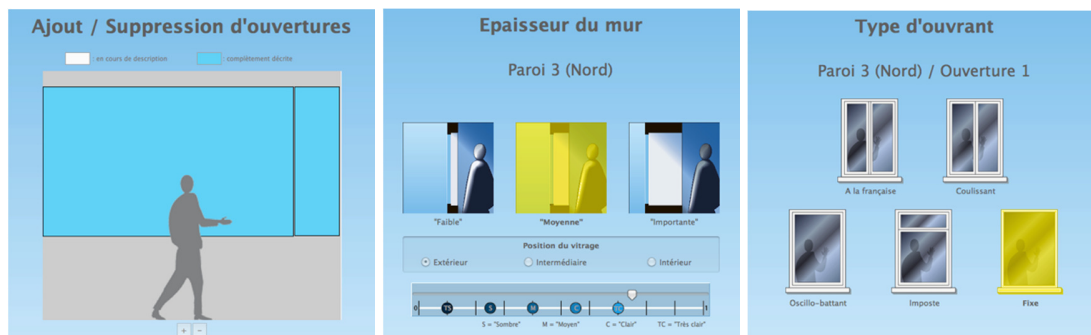 Ajout / Suppression d'ouvertures
en cours de description
complètement décrite
+ −
Epaisseur du mur
Paroi 3 (Nord)
"Faible" "Moyenne" "Importante"
Position du vitrage
Extérieur Intermédiaire Intérieur
0 TS S M C TC 1
S = "Sombre" M = "Moyen" C = "Clair" TC = "Très clair"
Type d'ouvrant
Paroi 3 (Nord) / Ouverture 1
A la française Coulissant
Oscillo-battant Imposte Fixe